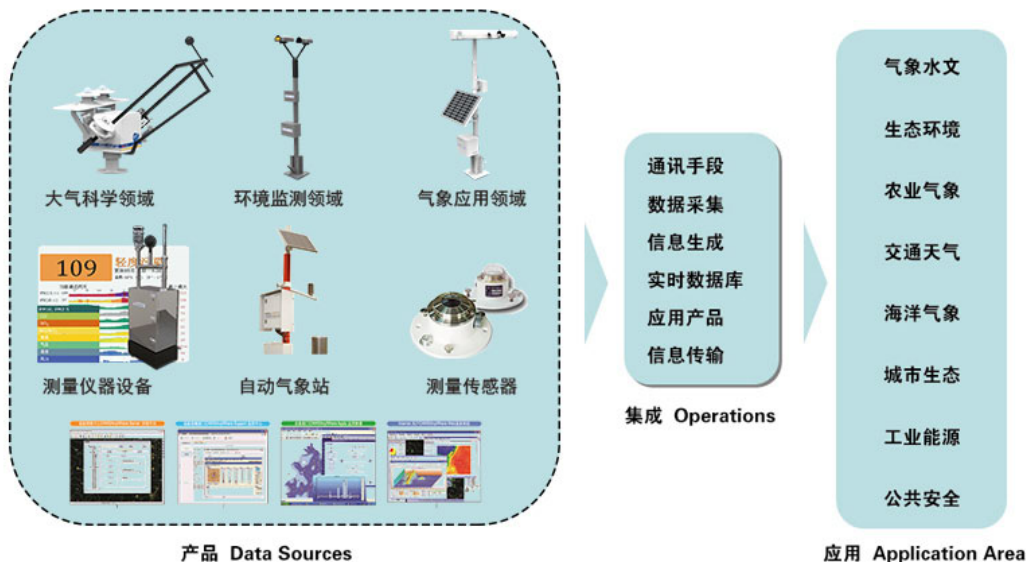 大气科学领域
环境监测领域
气象应用领域
109
测量仪器设备
自动气象站
测量传感器
产品 Data Sources
通讯手段
数据采集
信息生成
实时数据库
应用产品
信息传输
集成 Operations
气象水文
生态环境
农业气象
交通天气
海洋气象
城市生态
工业能源
公共安全
应用 Application Area